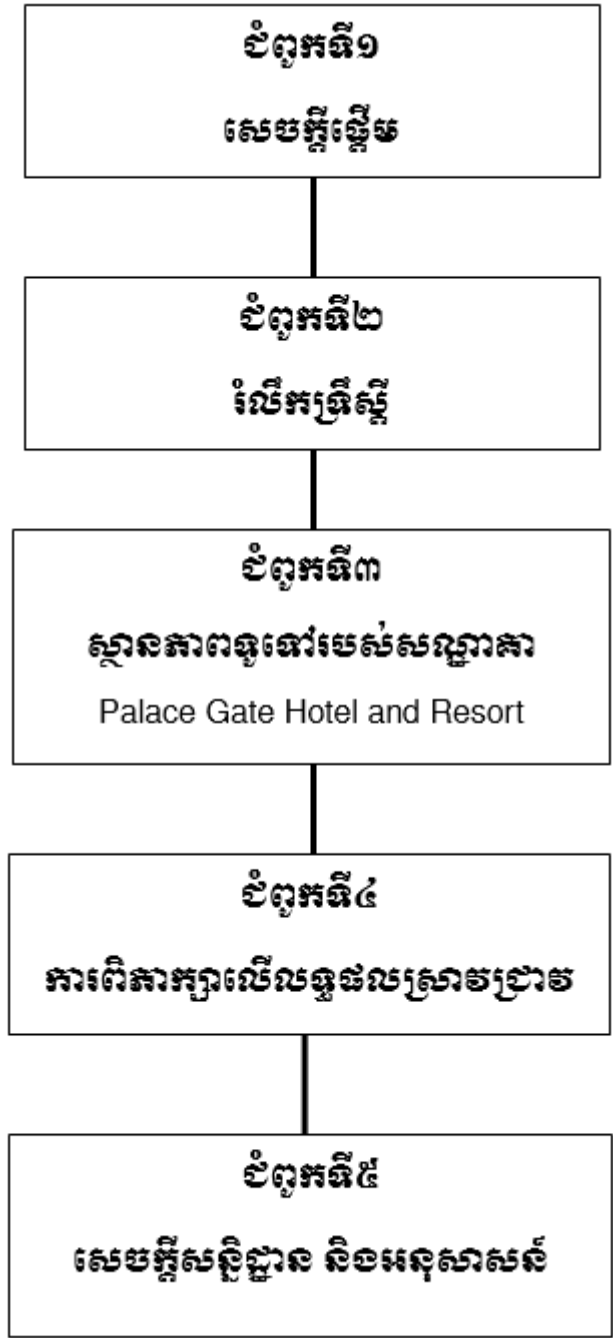 ជំពូកទី១
សេចក្តីផ្តើម
ជំពូកទី២
រំលឹកទ្រឹស្តី
ជំពូកទី៣
ស្ថានភាពទូទៅរបស់សណ្ឋាគា
Palace Gate Hotel and Resort
ជំពូកទី៤
ការពិភាក្សាលើលទ្ធផលស្រាវជ្រាវ
ជំពូកទី៥
សេចក្តីសន្និដ្ឋាន និងអនុសាសន៍